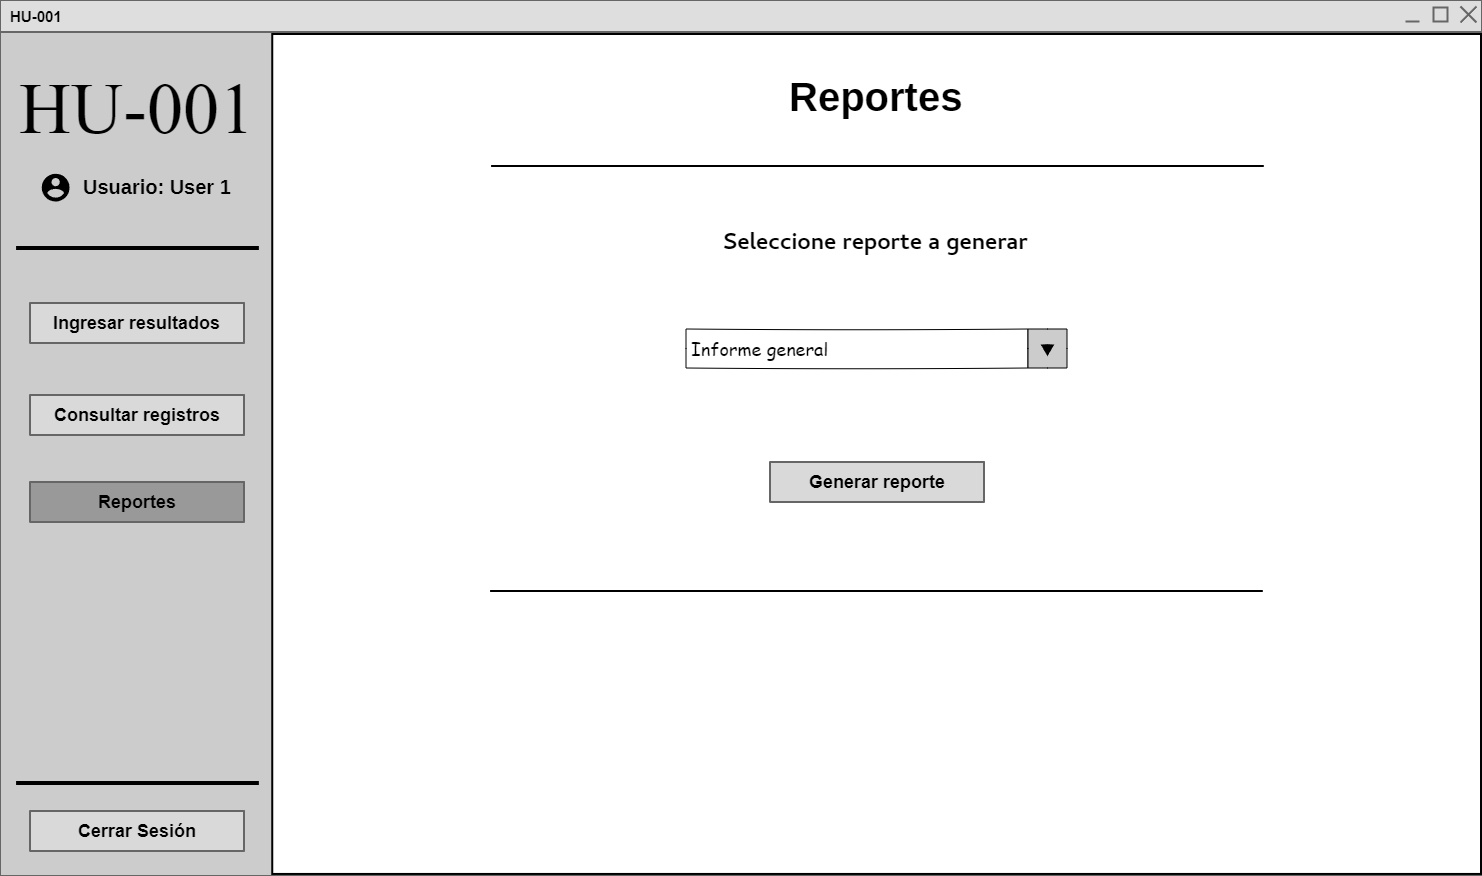 HU-001
HU-001
Usuario: User 1
Ingresar resultados
Consultar registros
Reportes
Cerrar Sesión
Reportes
Seleccione reporte a generar
Informe general
Generar reporte